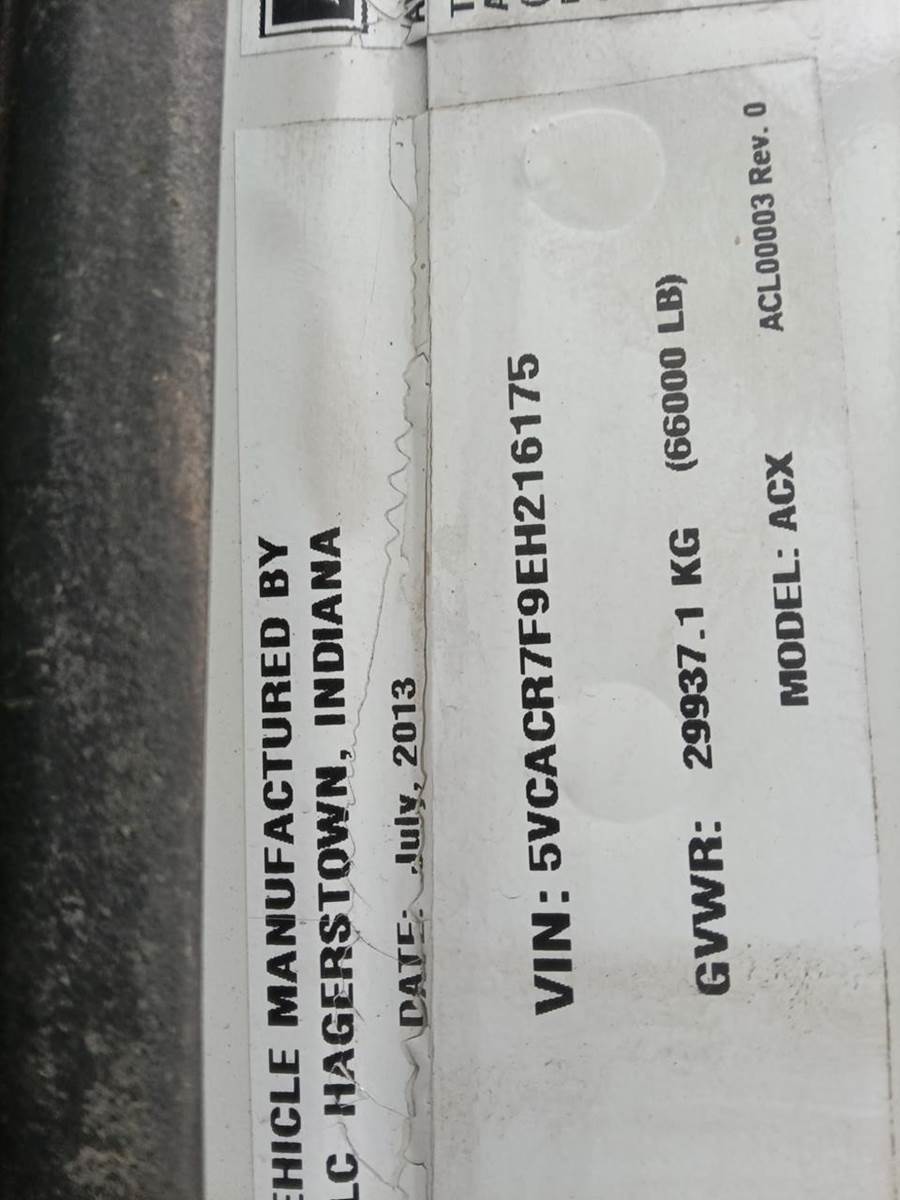 EHICLE MANUFACTURED BY
LC HAGERSTOWN, INDIANA
DATE: July, 2013
VIN: 5VCACR7F9EH216175
GVWR: 29937.1 KG (66000 LB)
MODEL: ACX ACL00003 Rev. 0